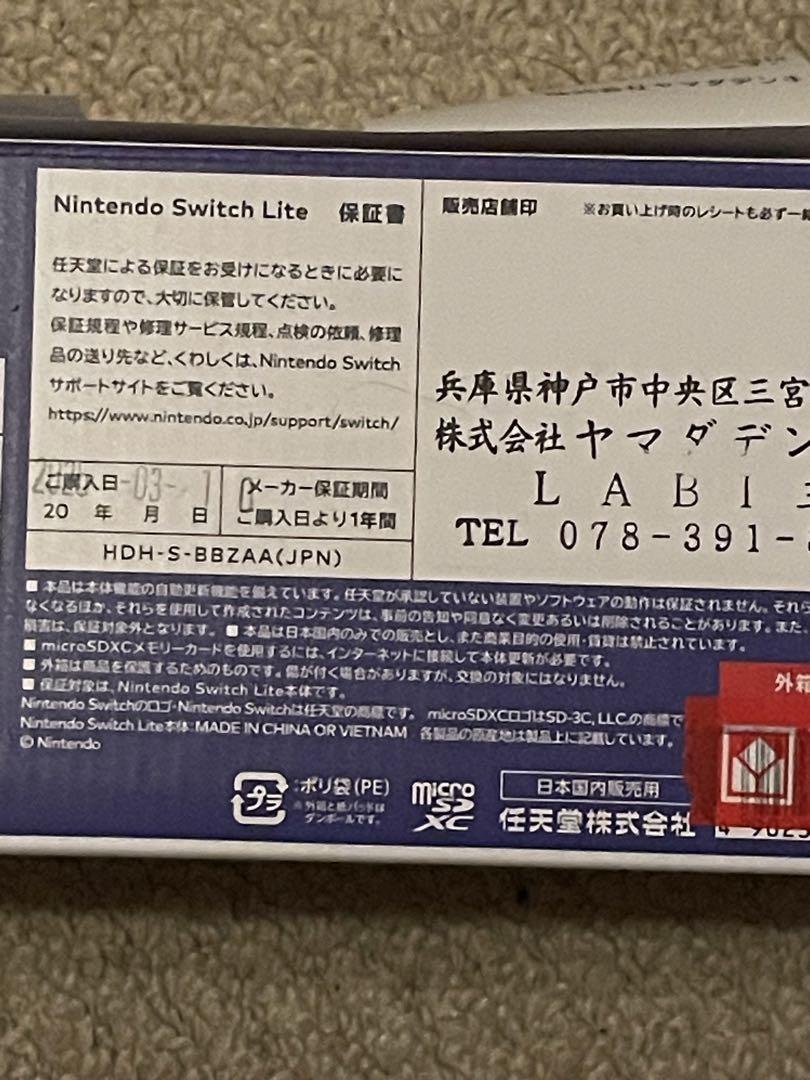 Nintendo Switch Lite 保証書
任天堂による保証をお受けになるときに必要に
なりますので、大切に保管してください。
保証規程や修理サービス規程、点検の依頼、修理
品の送り先など、くわしくは、Nintendo Switch
サポートサイトをご覧ください。
https://www.nintendo.co.jp/support/switch/
ご購入日
20 年 月 日
メーカー保証期間
ご購入日より1年間
HDH-S-BBZAA(JPN)
販売店舗印 ※お買い上げ時のレシートも必ず一緒
兵庫県神戸市中央区三宮
株式会社ヤマダデン
LABI
TEL 078-391-
■ 本品は本体機能の自動更新機能を備えています。任天堂が承認していない装置やソフトウェアの動作は保証されません。それら
なくなるほか、それらを使用して作成されたコンテンツは、事前の告知や同意なく変更あるいは削除されることがあります。また、
損害は、保証対象外となります。 ■ 本品は日本国内のみでの販売とし、また商業目的の使用・賃貸は禁止されています。
■ microSDXCメモリーカードを使用するには、インターネットに接続して本体更新が必要です。
■ 外箱は商品を保護するためのものです。傷が付く場合がありますが、交換の対象にはなりません。
■ 保証対象は、Nintendo Switch Lite本体です。
Nintendo Switchのロゴ・Nintendo Switchは任天堂の商標です。 microSDXCロゴはSD-3C, LLC.の商標で
Nintendo Switch Lite本体:MADE IN CHINA OR VIETNAM 各製品の原産地は製品上に記載しています。
© Nintendo
プラ
:ポリ袋(PE)
※外箱と紙パッドは
ダンボールです。
micro
SD
XC
日本国内販売用
任天堂株式会社
外箱